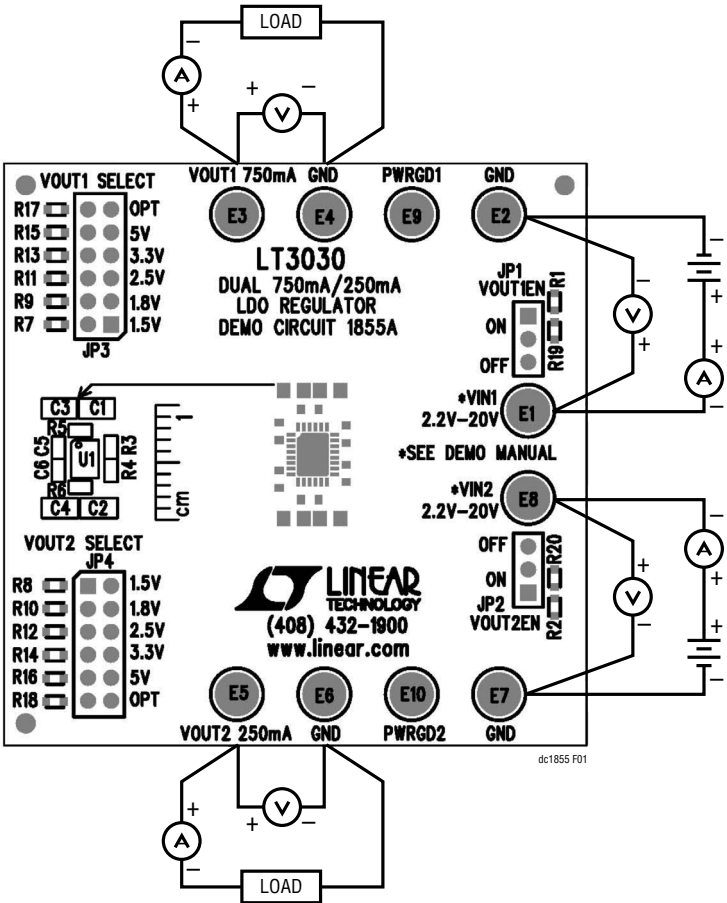 LOAD
− A +
+ V −
VOUT1 SELECT
VOUT1 750mA GND PWRGD1 GND
E3 E4 E9 E2
R17 OPT
R15 5V
R13 3.3V
R11 2.5V
R9 1.8V
R7 1.5V
JP3
LT3030
DUAL 750mA/250mA
LDO REGULATOR
DEMO CIRCUIT 1855A
JP1
VOUT1EN
R1
ON
OFF
R19
− V +
− +
+ A −
*VIN1
2.2V-20V
E1
*SEE DEMO MANUAL
*VIN2
2.2V-20V
E8
C3 C1
R5
C6 C5
U1
R4 R3
R6
C4 C2
1
cm
OFF
ON
JP2
VOUT2EN
R20
R2
+ V −
− A +
+ −
VOUT2 SELECT
JP4
R8 1.5V
R10 1.8V
R12 2.5V
R14 3.3V
R16 5V
R18 OPT
LINEAR
TECHNOLOGY
(408) 432-1900
www.linear.com
E5 E6 E10 E7
VOUT2 250mA GND PWRGD2 GND
dc1855 F01
+ A −
+ V −
LOAD